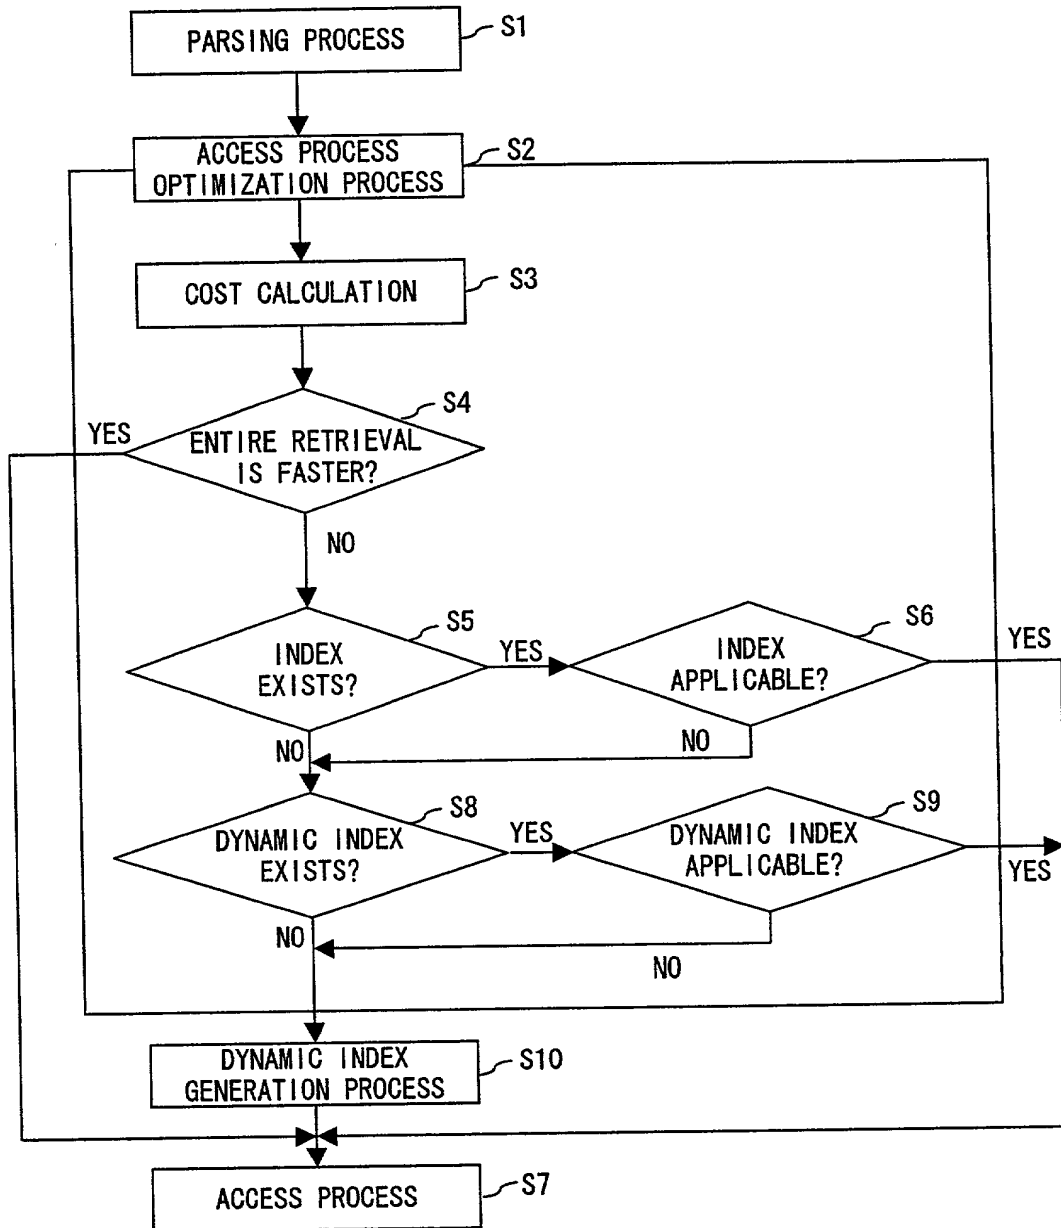 PARSING PROCESS
S1
ACCESS PROCESS
OPTIMIZATION PROCESS
S2
COST CALCULATION
S3
S4
YES
ENTIRE RETRIEVAL
IS FASTER?
NO
S5
INDEX
EXISTS?
YES
S6
INDEX
APPLICABLE?
YES
NO
NO
S8
DYNAMIC INDEX
EXISTS?
YES
S9
DYNAMIC INDEX
APPLICABLE?
YES
NO
NO
DYNAMIC INDEX
GENERATION PROCESS
S10
ACCESS PROCESS
S7